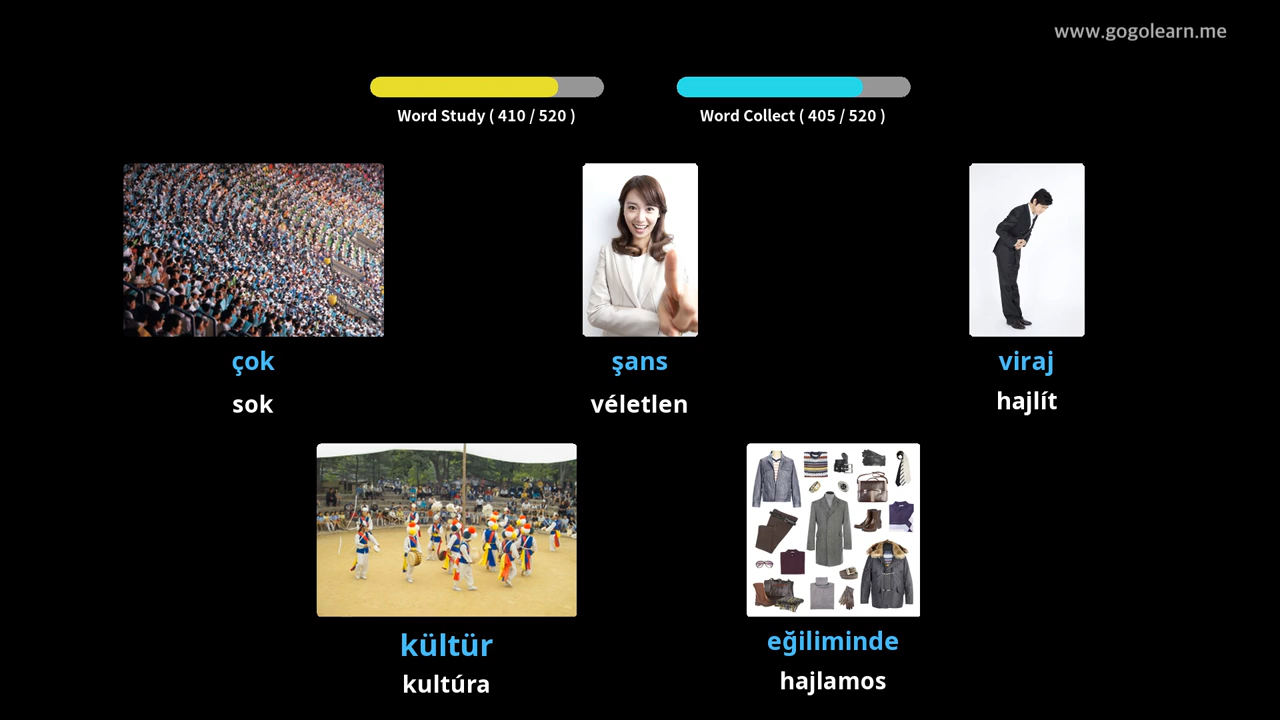 www.gogolearn.me
Word Study ( 410 / 520 )
Word Collect ( 405 / 520 )
çok
sok
şans
véletlen
viraj
hajlít
kültür
kultúra
eğiliminde
hajlamos